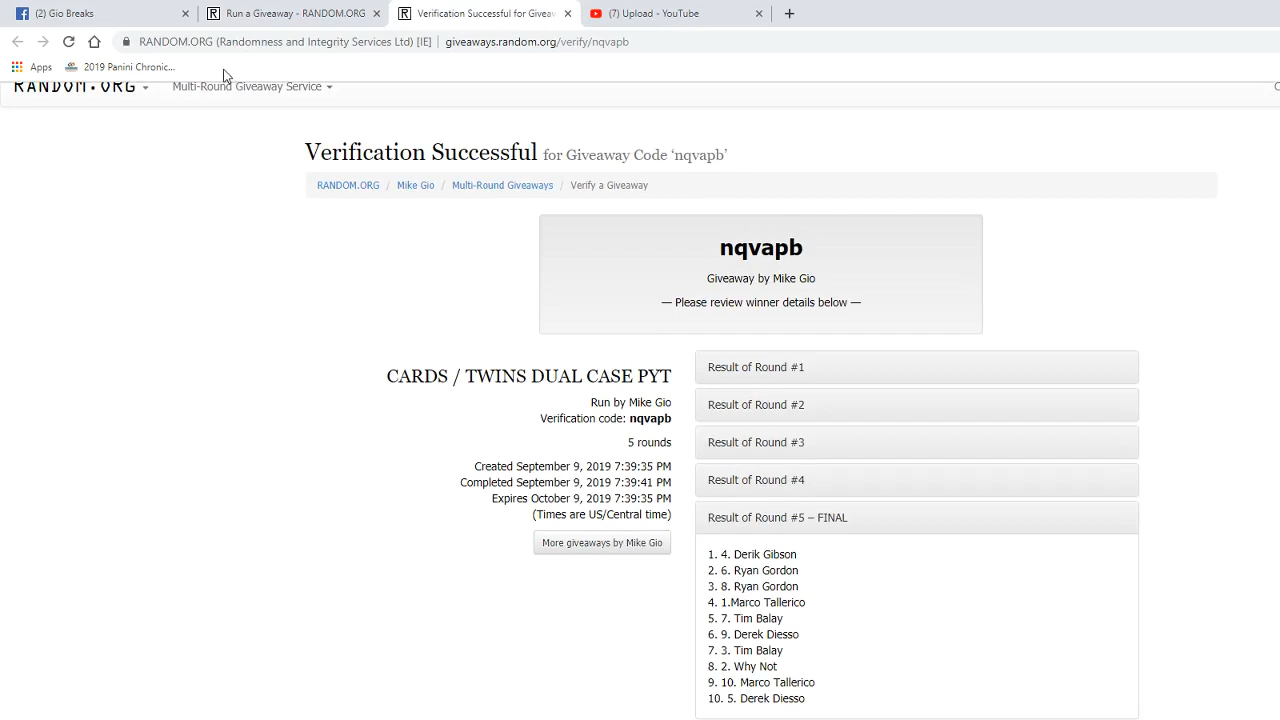 (2) Gio Breaks
Run a Giveaway - RANDOM.ORG
Verification Successful for Giveaw
(7) Upload - YouTube
RANDOM.ORG (Randomness and Integrity Services Ltd) [IE] | giveaways.random.org/verify/nqvapb
Apps
2019 Panini Chronic...
RANDOM.ORG
Multi-Round Giveaway Service
Verification Successful for Giveaway Code ‘nqvapb’
RANDOM.ORG / Mike Gio / Multi-Round Giveaways / Verify a Giveaway
nqvapb
Giveaway by Mike Gio
— Please review winner details below —
CARDS / TWINS DUAL CASE PYT
Run by Mike Gio
Verification code: nqvapb
5 rounds
Created September 9, 2019 7:39:35 PM
Completed September 9, 2019 7:39:41 PM
Expires October 9, 2019 7:39:35 PM
(Times are US/Central time)
More giveaways by Mike Gio
Result of Round #1
Result of Round #2
Result of Round #3
Result of Round #4
Result of Round #5 – FINAL
1. 4. Derik Gibson
2. 6. Ryan Gordon
3. 8. Ryan Gordon
4. 1.Marco Tallerico
5. 7. Tim Balay
6. 9. Derek Diesso
7. 3. Tim Balay
8. 2. Why Not
9. 10. Marco Tallerico
10. 5. Derek Diesso